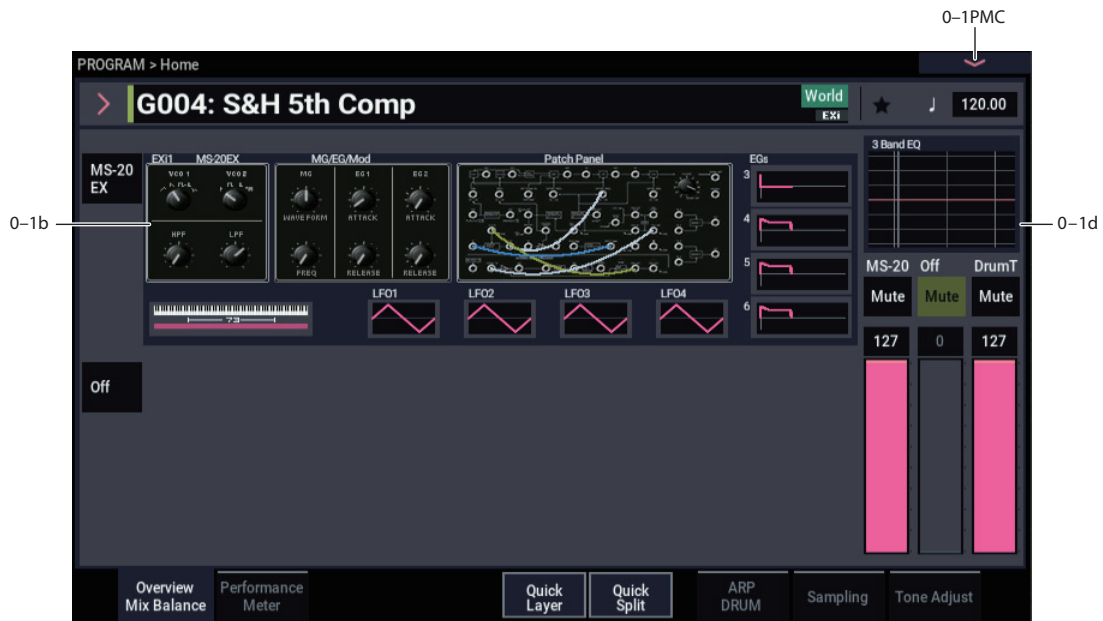 0–1PMC
PROGRAM > Home
G004: S&H 5th Comp
World
EXi
120.00
3 Band EQ
MS-20
EX
EXi1 MS-20EX
MG/EG/Mod
Patch Panel
EGs
VCO 1
VCO 2
MG
EG 1
EG 2
WAVE FORM
ATTACK
ATTACK
HPF
LPF
FREQ
RELEASE
RELEASE
3
4
5
6
0–1b
0–1d
LFO1
LFO2
LFO3
LFO4
73
MS-20
Off
DrumT
Mute
Mute
Mute
127
0
127
Off
Overview
Mix Balance
Performance
Meter
Quick
Layer
Quick
Split
ARP
DRUM
Sampling
Tone Adjust